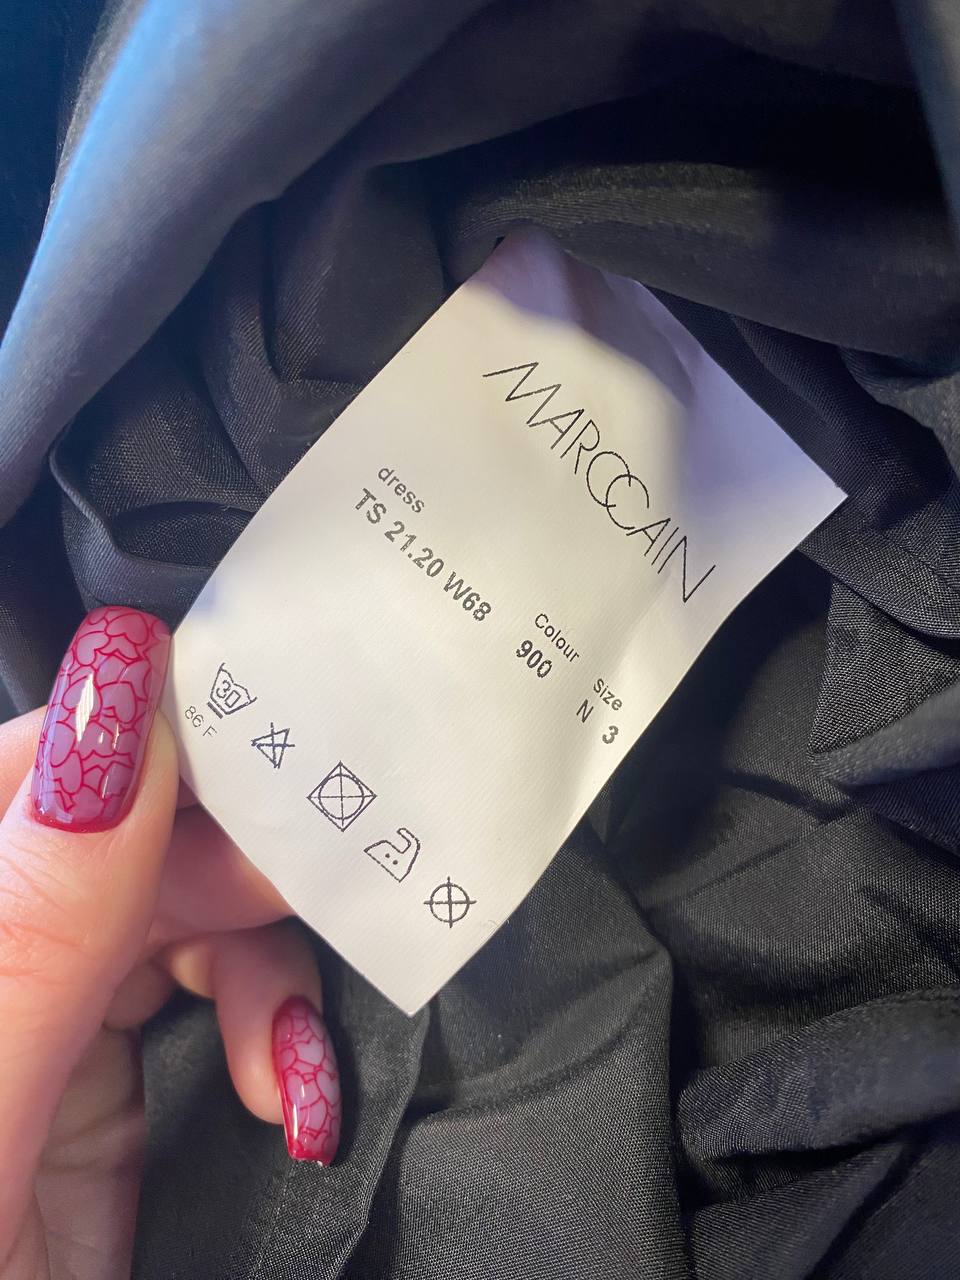 MARCCAIN
dress
TS 21.20 W68
Colour
900
Size
N 3
30
86 F